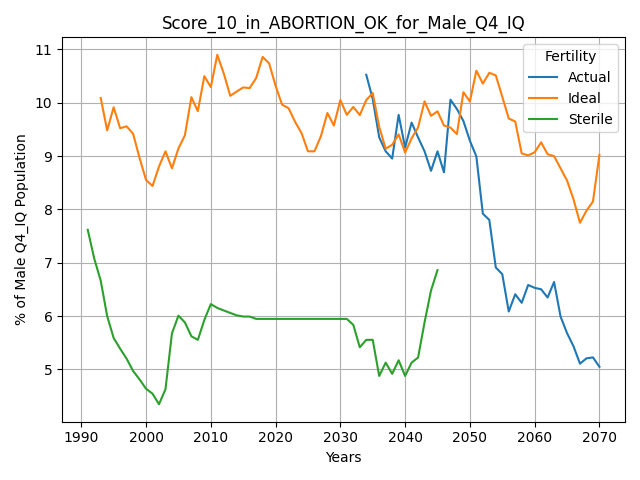 Score_10_in_ABORTION_OK_for_Male_Q4_IQ
Fertility
Actual
Ideal
Sterile
% of Male Q4_IQ Population
11
10
9
8
7
6
5
1990 2000 2010 2020 2030 2040 2050 2060 2070
Years